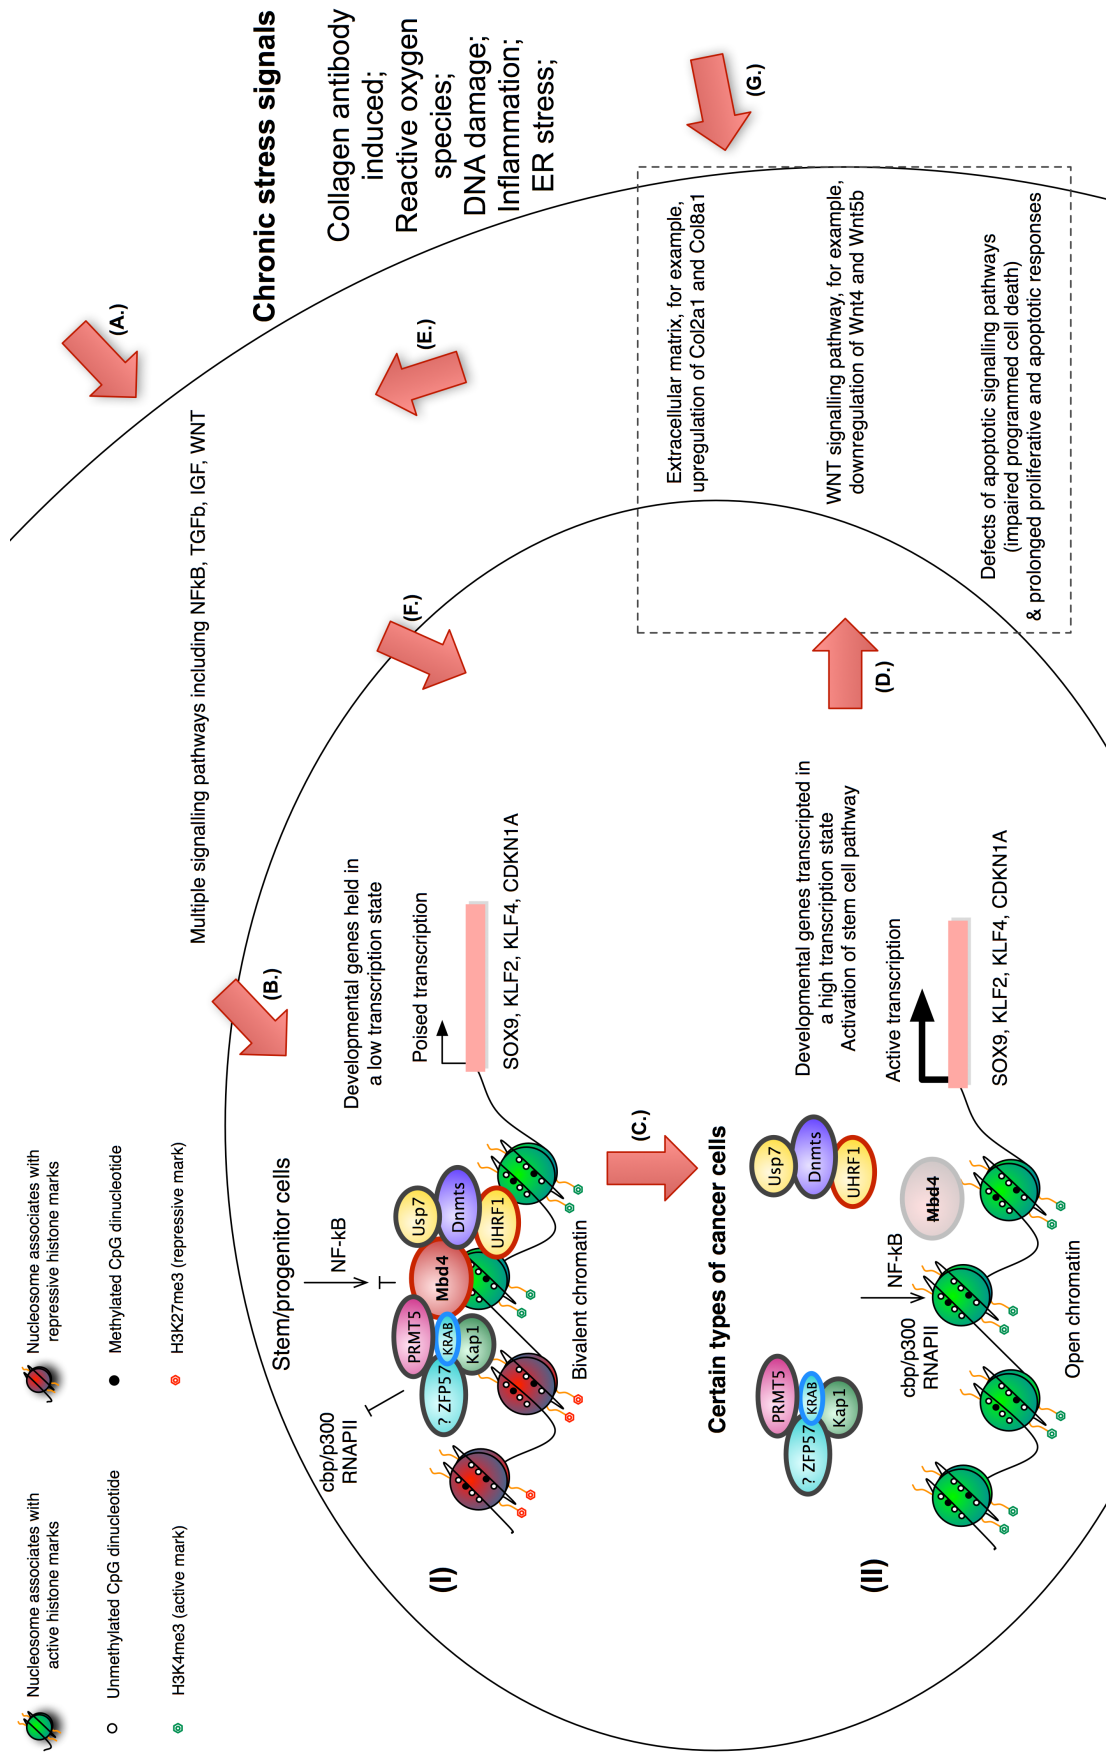 Nucleosome associates with
active histone marks
Nucleosome associates with
repressive histone marks
Unmethylated CpG dinucleotide
Methylated CpG dinucleotide
H3K4me3 (active mark)
H3K27me3 (repressive mark)
(A.)
Chronic stress signals
Collagen antibody
induced;
Reactive oxygen
species;
DNA damage;
Inflammation;
ER stress;
Multiple signalling pathways including NFkB, TGFb, IGF, WNT
(B.)
(E.)
(F.)
(I)
Stem/progenitor cells
NF-kB
cbp/p300
RNAPII
PRMT5
? ZFP57
KRAB
Kap1
Mbd4
Usp7
Dnmts
UHRF1
Bivalent chromatin
Developmental genes held in
a low transcription state
Poised transcription
SOX9, KLF2, KLF4, CDKN1A
(C.)
(II)
Certain types of cancer cells
PRMT5
? ZFP57
KRAB
Kap1
Usp7
Dnmts
UHRF1
Mbd4
NF-kB
cbp/p300
RNAPII
Open chromatin
Developmental genes transcripted in
a high transcription state
Activation of stem cell pathway
Active transcription
SOX9, KLF2, KLF4, CDKN1A
(D.)
Extracellular matrix, for example,
upregulation of Col2a1 and Col8a1
WNT signalling pathway, for example,
downregulation of Wnt4 and Wnt5b
Defects of apoptotic signalling pathways
(impaired programmed cell death)
& prolonged proliferative and apoptotic responses
(G.)